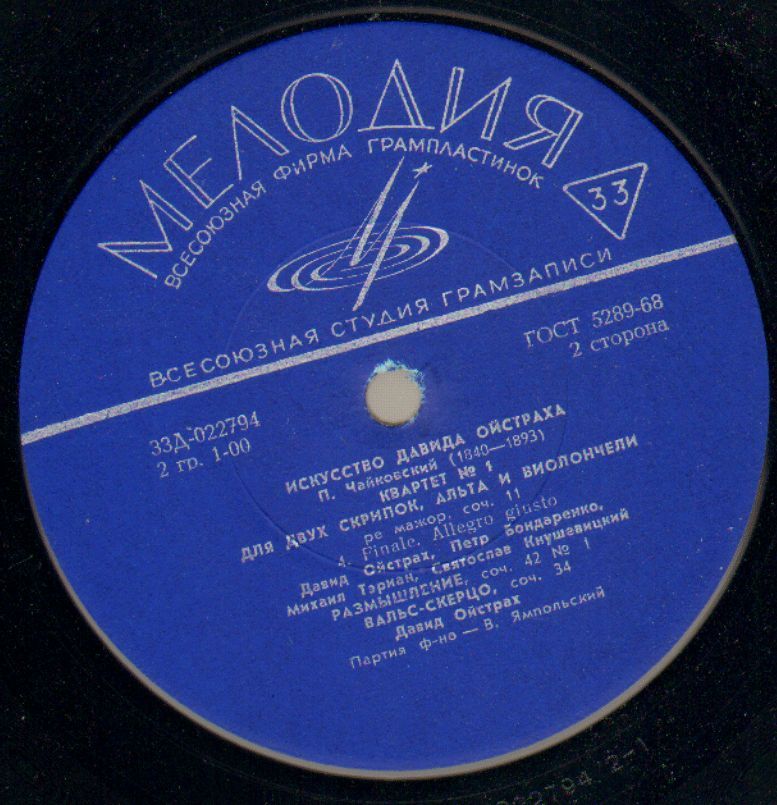 МЕЛОДИЯ
ВСЕСОЮЗНАЯ ФИРМА ГРАМПЛАСТИНОК
33
ВСЕСОЮЗНАЯ СТУДИЯ ГРАМЗАПИСИ
ГОСТ 5289-68
2 сторона
33Д-022794
2 гр. 1-00
ИСКУССТВО ДАВИДА ОЙСТРАХА
П. Чайковский (1840—1893)
КВАРТЕТ № 1
ДЛЯ ДВУХ СКРИПОК, АЛЬТА И ВИОЛОНЧЕЛИ
ре мажор, соч. 11
4. Finale. Allegro giusto
Давид Ойстрах, Петр Бондаренко,
Михаил Тэриан, Святослав Кнушевицкий
РАЗМЫШЛЕНИЕ, соч. 42 № 1
ВАЛЬС-СКЕРЦО, соч. 34
Давид Ойстрах
Партия ф-но — В. Ямпольский
22794 2-1